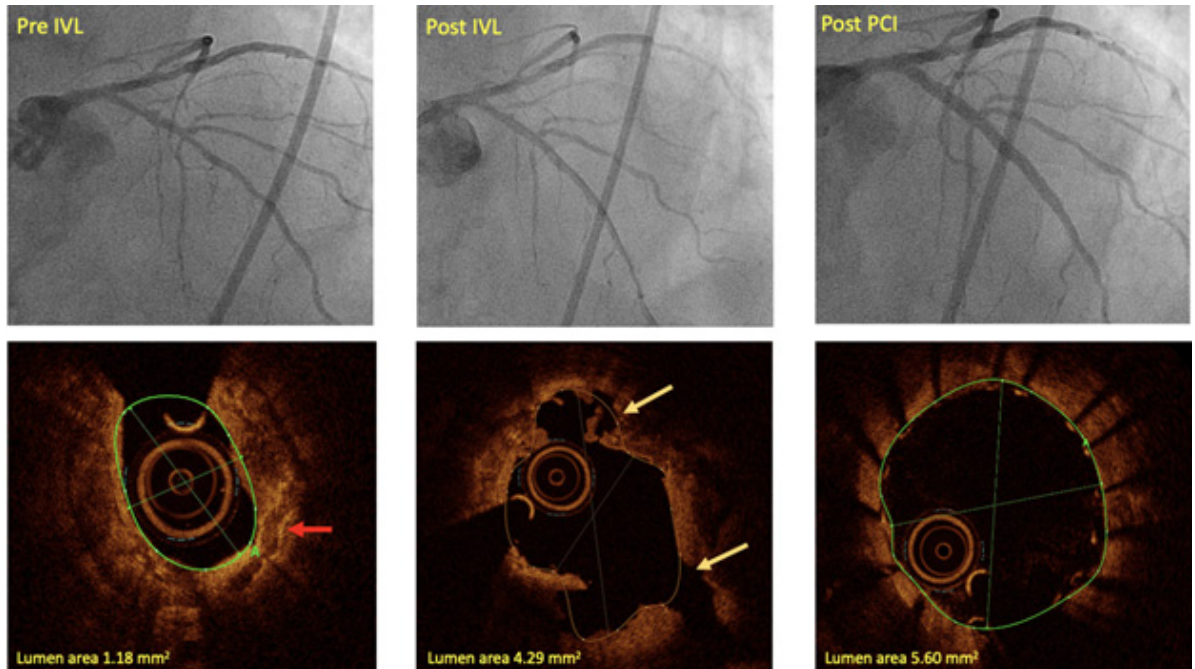 Pre IVL
Post IVL
Post PCI
Lumen area 1.18 mm²
Lumen area 4.29 mm²
Lumen area 5.60 mm²